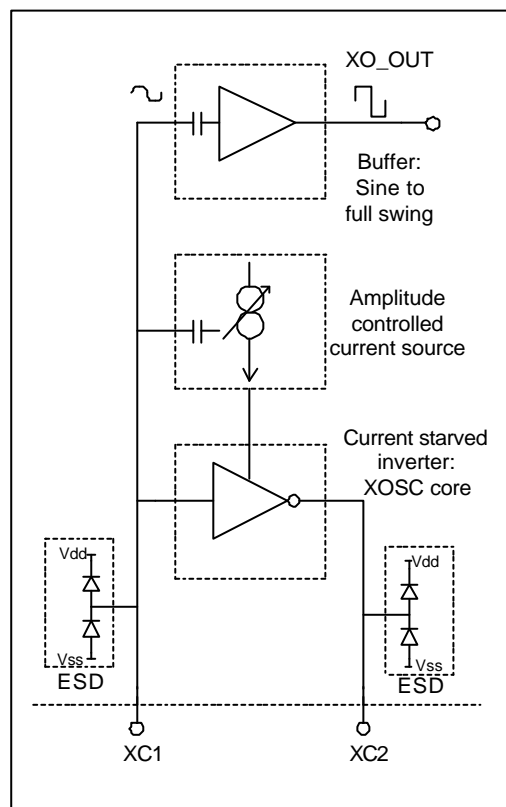 XO_OUT
Buffer:
Sine to
full swing
Amplitude
controlled
current source
Current starved
inverter:
XOSC core
Vdd
Vss
ESD
Vdd
Vss
ESD
XC1
XC2